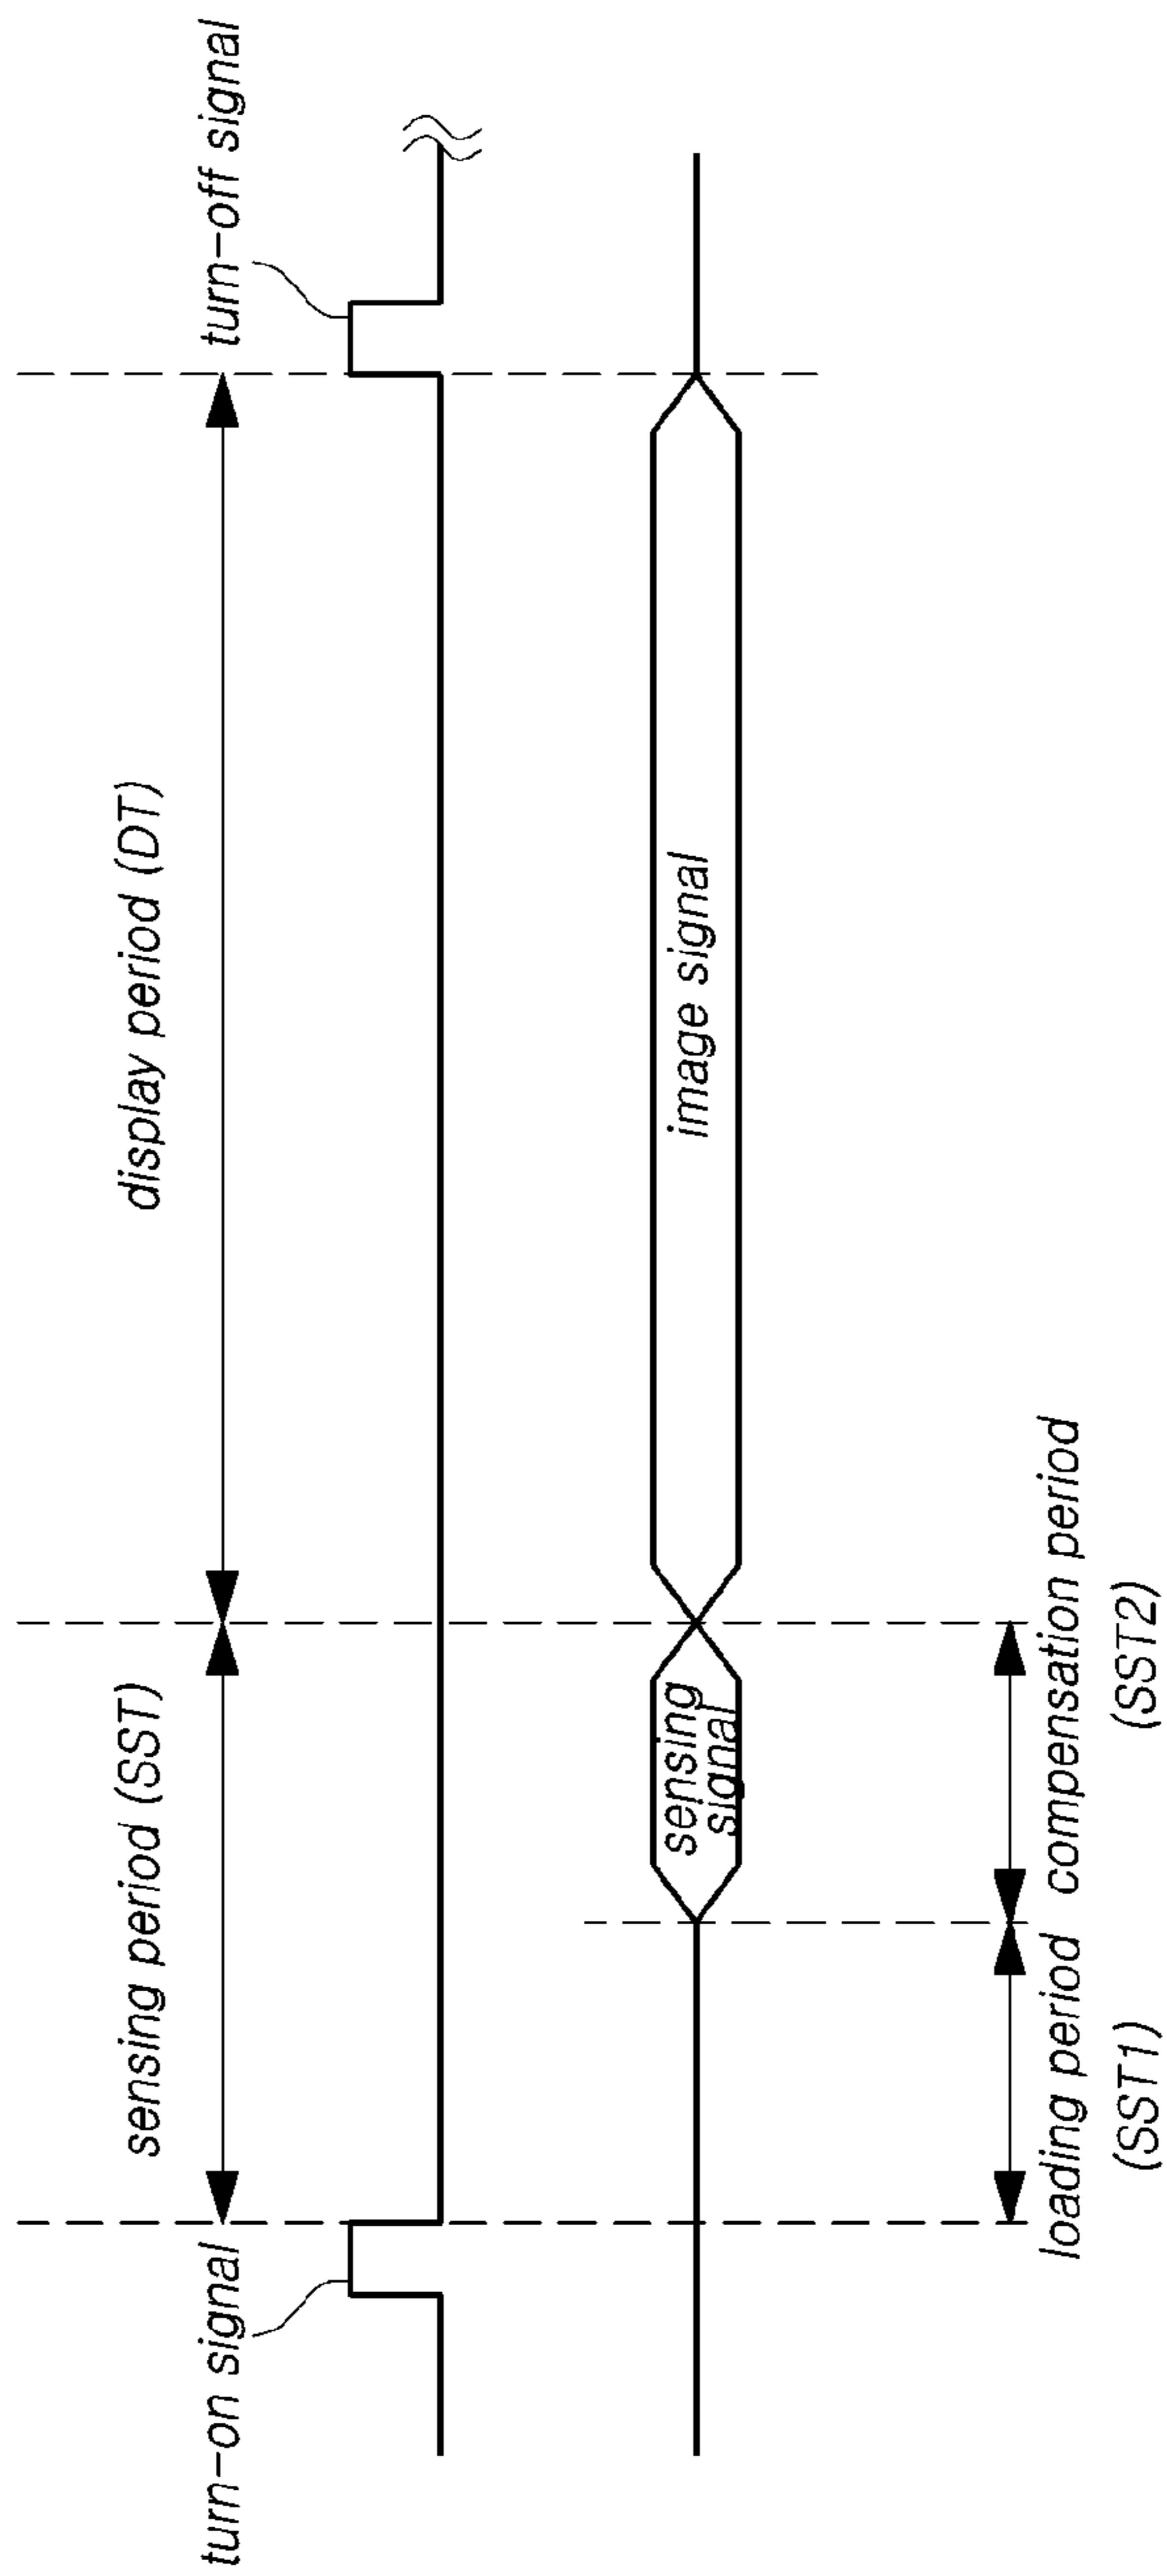 turn-on signal
turn-off signal
sensing period (SST)
display period (DT)
sensing
signal
image signal
loading period
(SST1)
compensation period
(SST2)